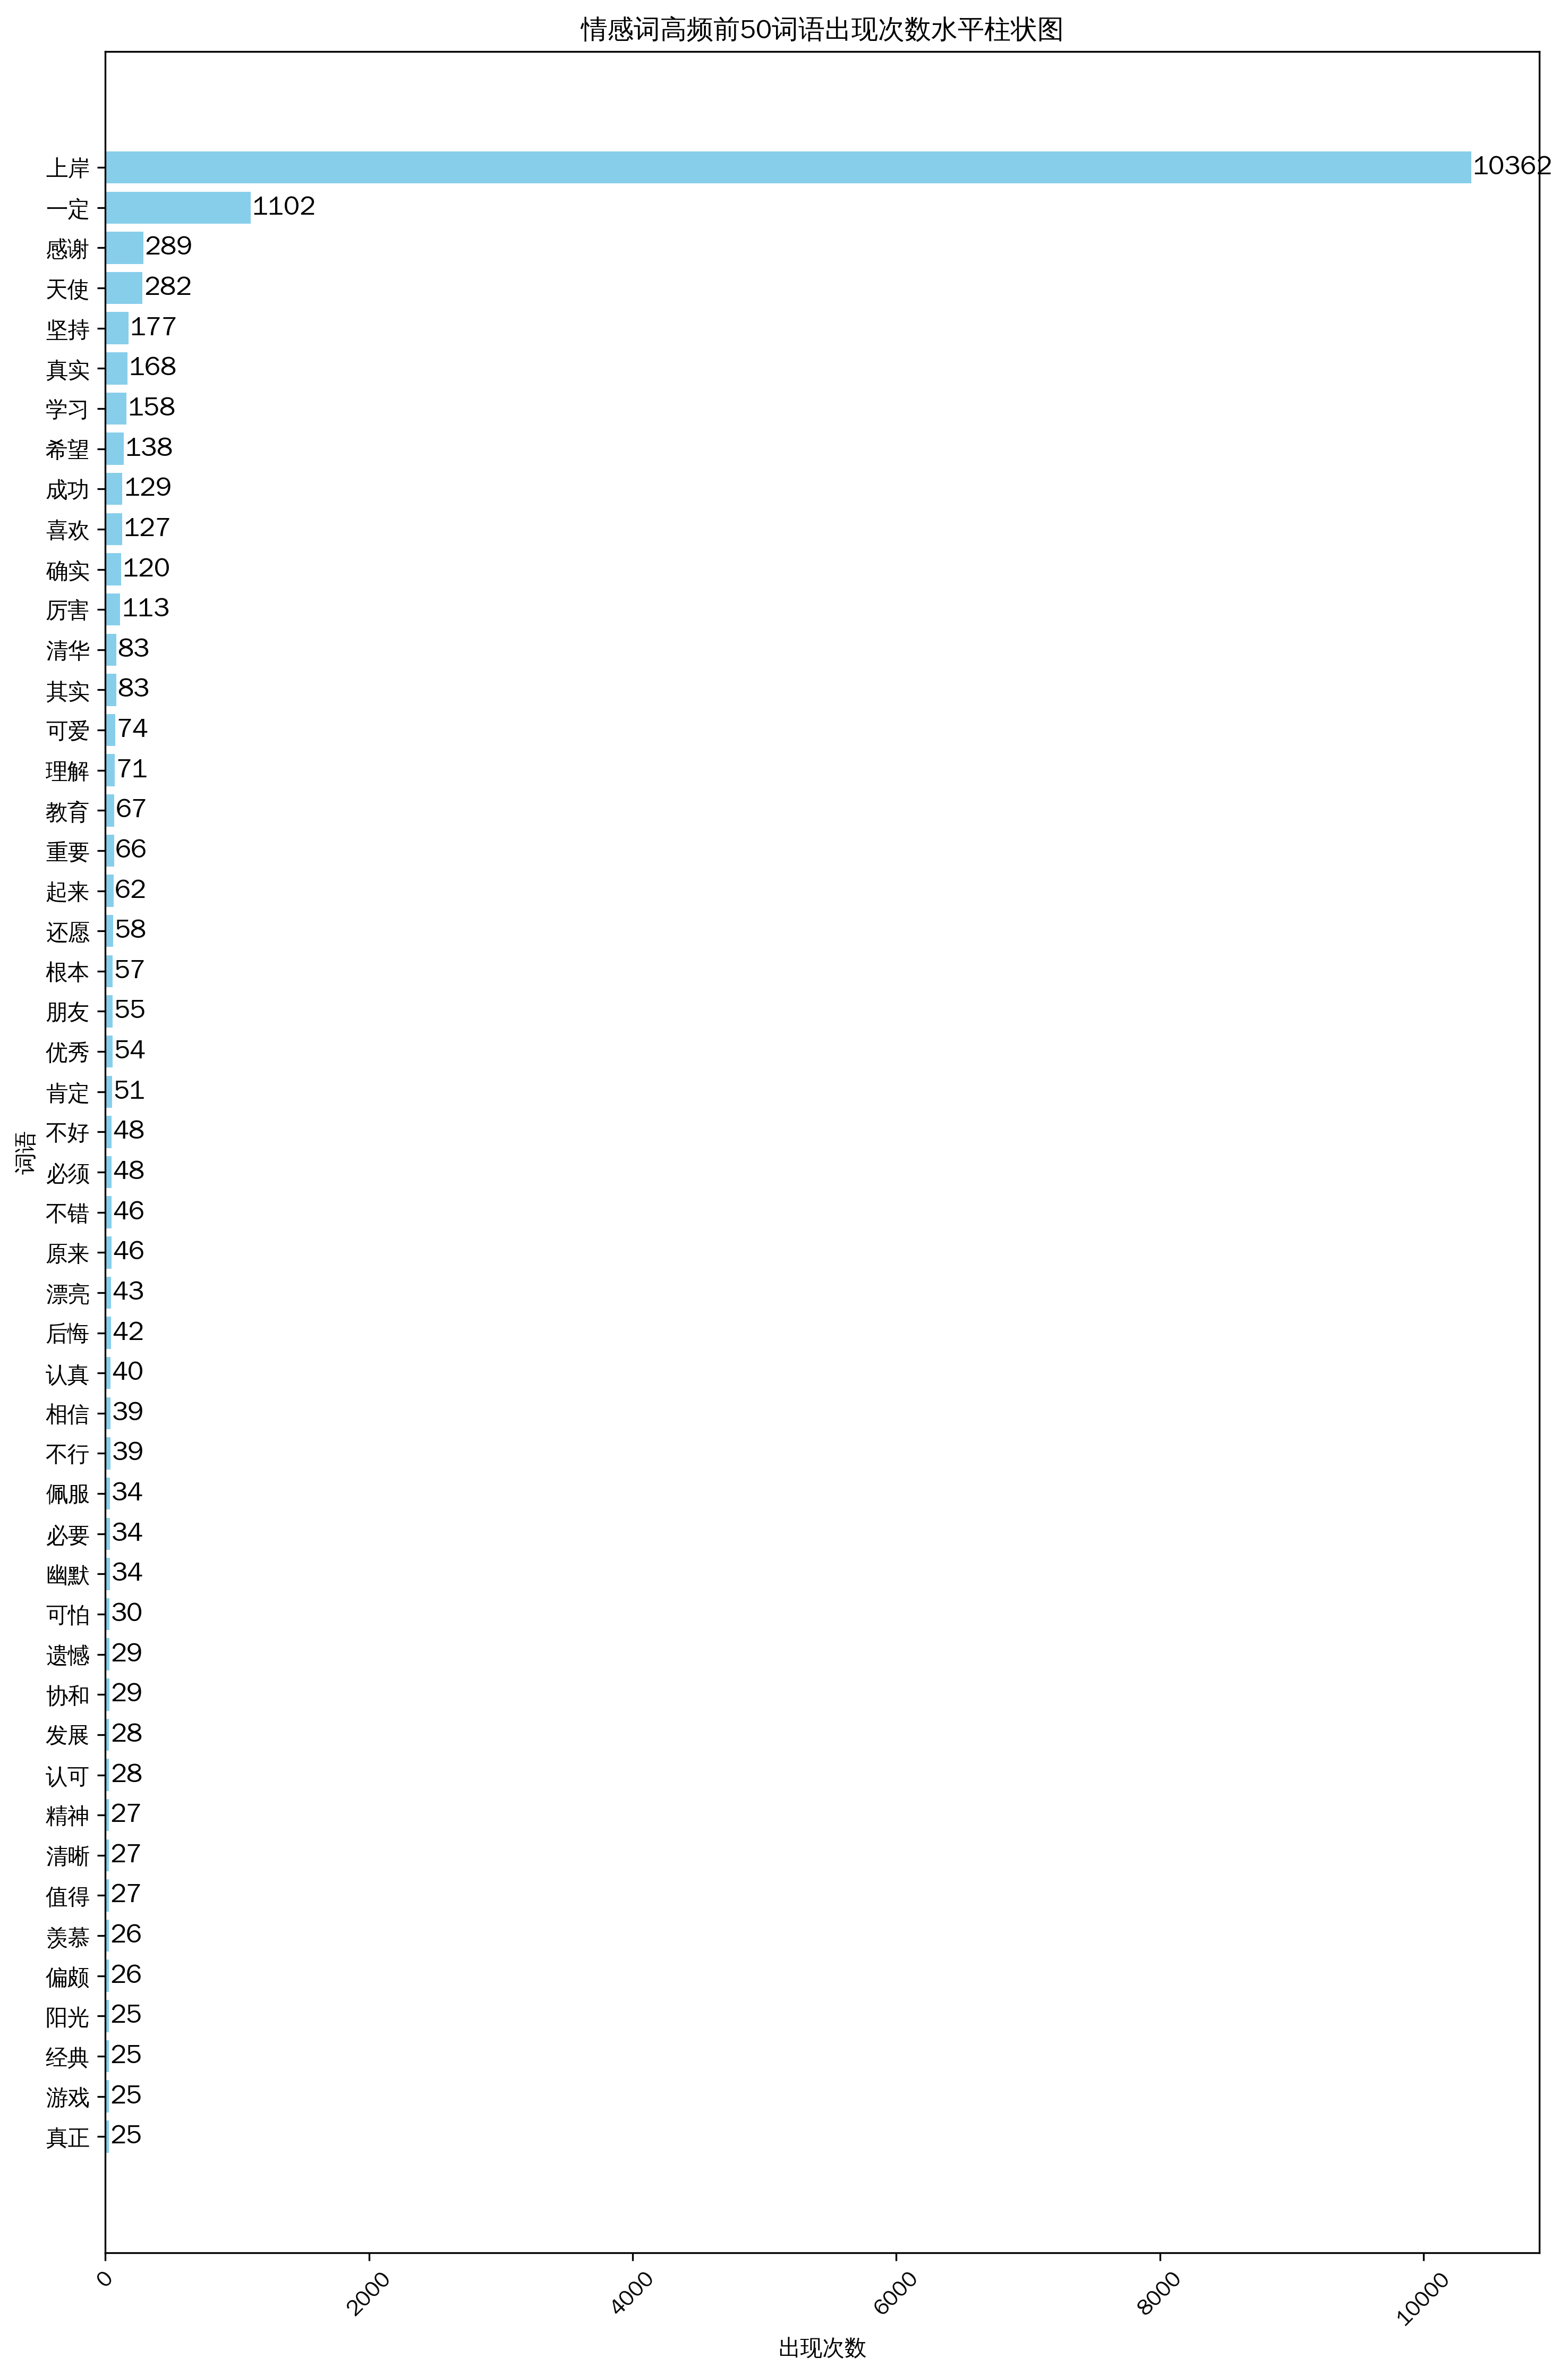 情感词高频前50词语出现次数水平柱状图
上岸 10362
一定 1102
感谢 289
天使 282
坚持 177
真实 168
学习 158
希望 138
成功 129
喜欢 127
确实 120
厉害 113
清华 83
其实 83
可爱 74
理解 71
教育 67
重要 66
起来 62
还愿 58
根本 57
朋友 55
优秀 54
肯定 51
不好 48
必须 48
不错 46
原来 46
漂亮 43
后悔 42
认真 40
相信 39
不行 39
佩服 34
必要 34
幽默 34
可怕 30
遗憾 29
协和 29
发展 28
认可 28
精神 27
清晰 27
值得 27
羡慕 26
偏颇 26
阳光 25
经典 25
游戏 25
真正 25
词语
0 2000 4000 6000 8000 10000
出现次数